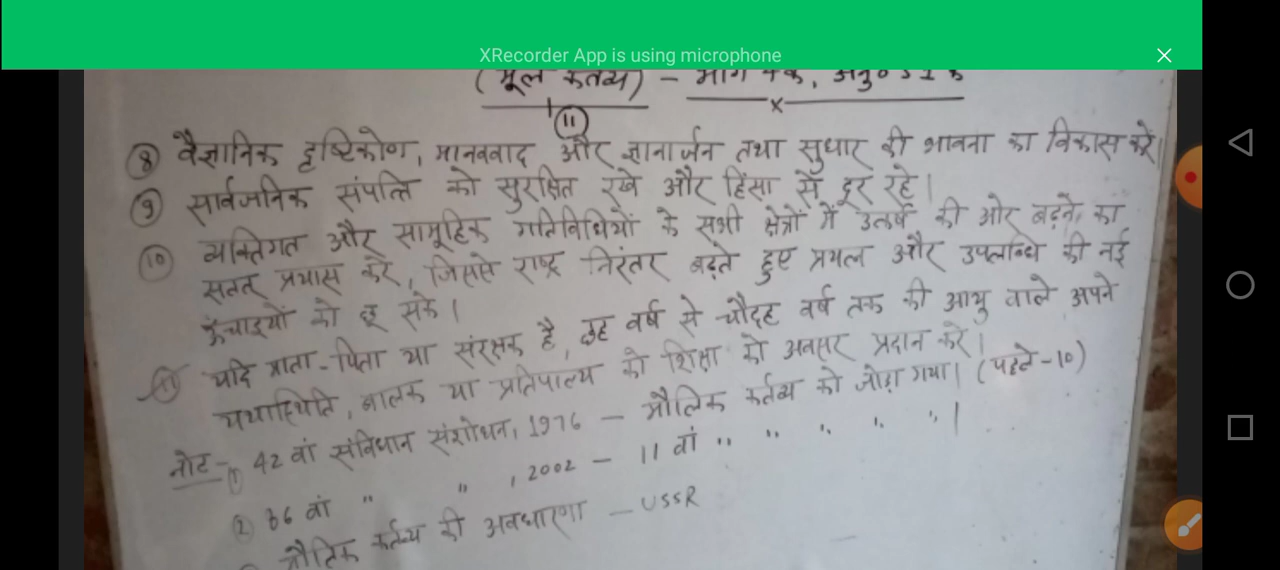 XRecorder App is using microphone
(मूल कर्तव्य) – भाग 4क, अनु० 51क
(11)
(8) वैज्ञानिक दृष्टिकोण, मानववाद और ज्ञानार्जन तथा सुधार की भावना का विकास करे
(9) सार्वजनिक संपत्ति को सुरक्षित रखे और हिंसा से दूर रहे।
(10) व्यक्तिगत और सामूहिक गतिविधियों के सभी क्षेत्रों में उत्कर्ष की ओर बढ़ने का
सतत् प्रयास करे, जिससे राष्ट्र निरंतर बढ़ते हुए प्रयत्न और उपलब्धि की नई
ऊँचाइयों को छू सके।
(11) यदि माता-पिता या संरक्षक है, छह वर्ष से चौदह वर्ष तक की आयु वाले अपने
यथास्थिति, बालक या प्रतिपाल्य को शिक्षा को अवसर प्रदान करे।
नोट- (1) 42 वां संविधान संशोधन, 1976 – मौलिक कर्तव्य को जोड़ा गया। (पहले-10)
(2) 86 वां " " , 2002 – 11 वां " " " " " |
मौलिक कर्तव्य की अवधारणा – USSR